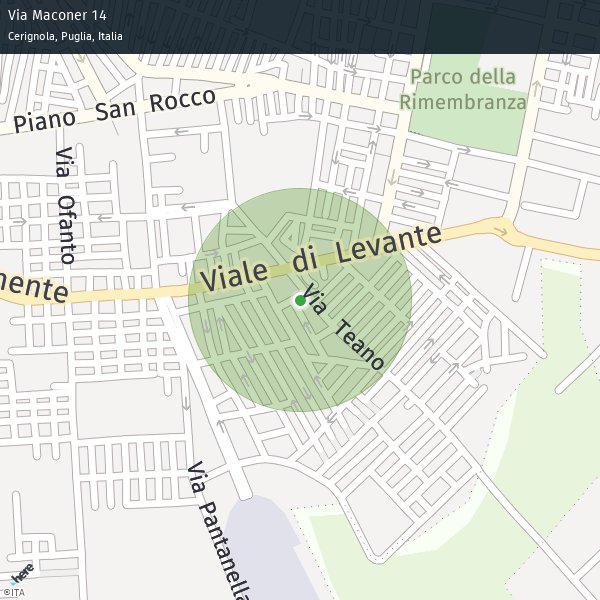 Via Maconer 14
Cerignola, Puglia, Italia
Parco della
Rimembranza
Piano San Rocco
Via Ofanto
Viale di Levante
nente
Via Teano
Via Pantanella
here
©ITA